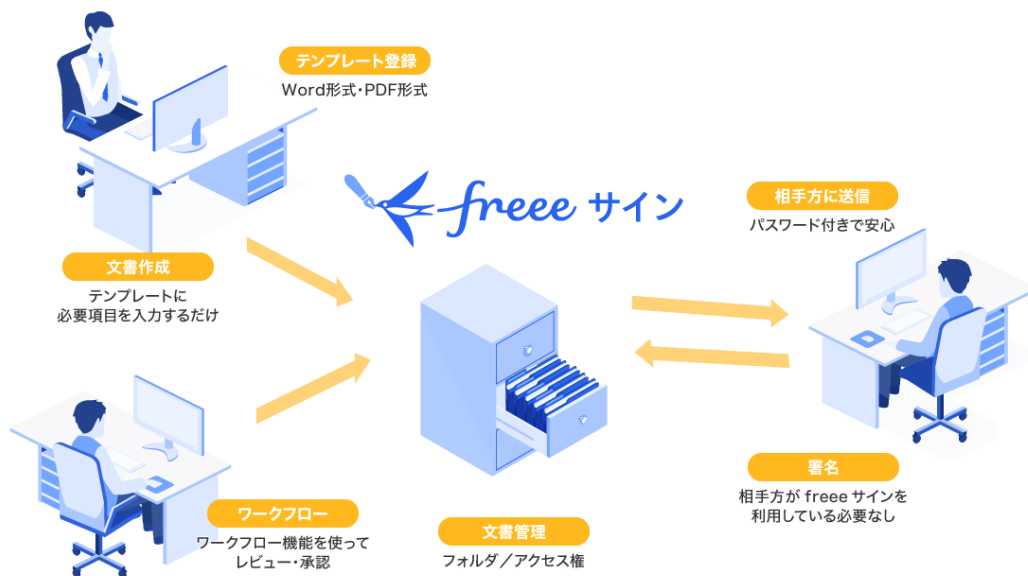 テンプレート登録
Word形式・PDF形式
freee サイン
文書作成
テンプレートに
必要項目を入力するだけ
相手方に送信
パスワード付きで安心
ワークフロー
ワークフロー機能を使って
レビュー・承認
文書管理
フォルダ／アクセス権
署名
相手方が freee サインを
利用している必要なし